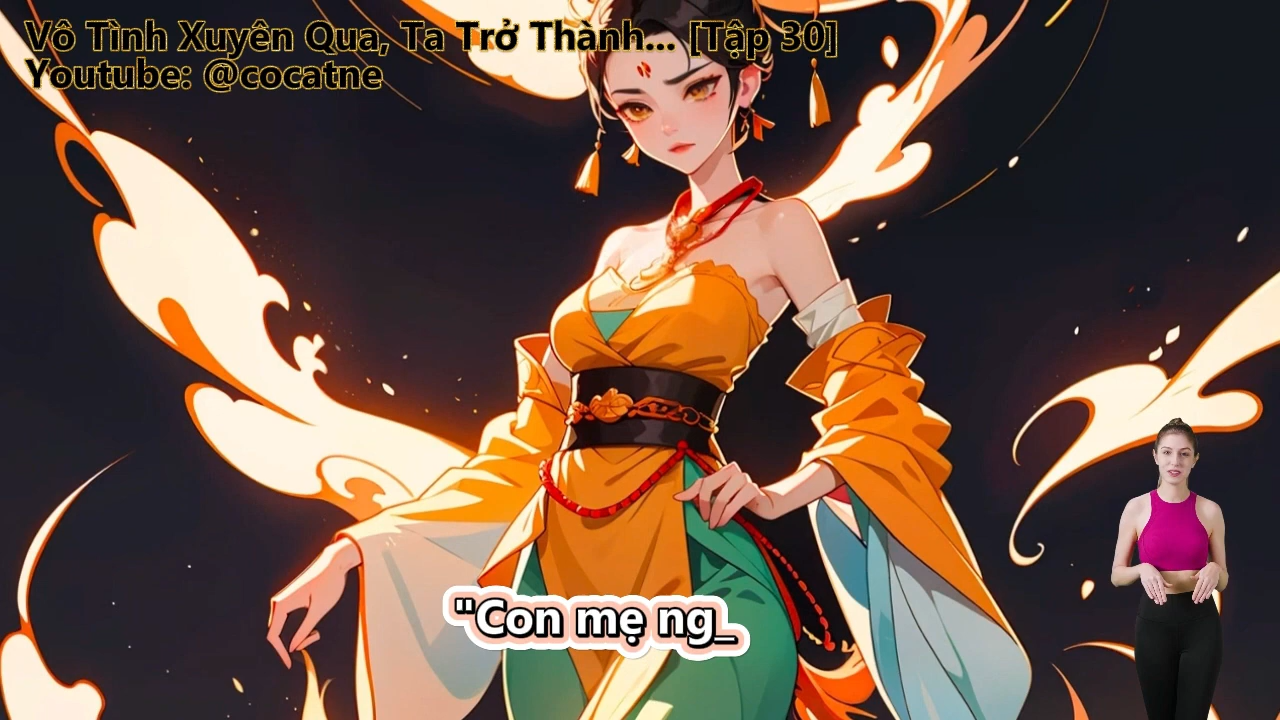 Vô Tình Xuyên Qua, Ta Trở Thành... [Tập 30]
Youtube: @cocatne
"Con mẹ ng_